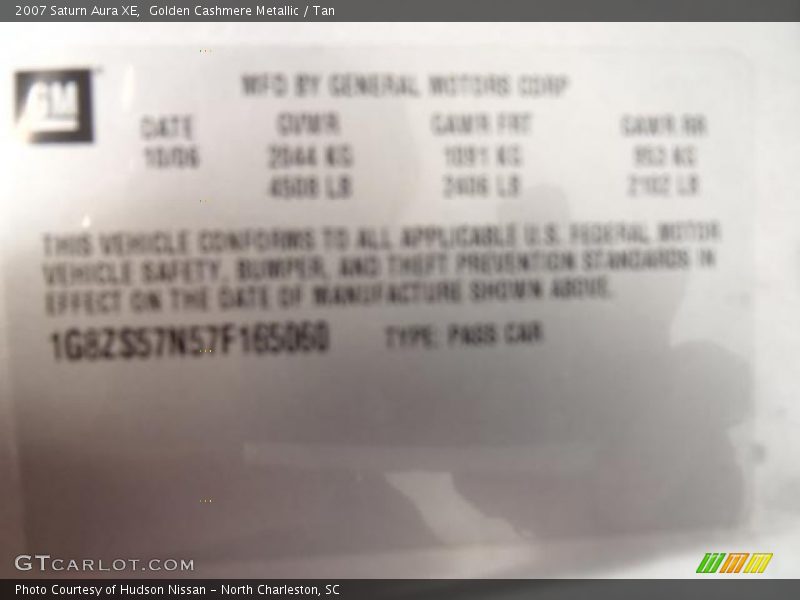 2007 Saturn Aura XE,  Golden Cashmere Metallic / Tan
GM
MFD BY GENERAL MOTORS CORP
DATE GVWR GAWR FRT GAWR RR
10/06 2044 KG 1091 KG 953 KG
4508 LB 2406 LB 2102 LB
THIS VEHICLE CONFORMS TO ALL APPLICABLE U.S. FEDERAL MOTOR
VEHICLE SAFETY, BUMPER, AND THEFT PREVENTION STANDARDS IN
EFFECT ON THE DATE OF MANUFACTURE SHOWN ABOVE.
1G8ZS57N57F165060 TYPE: PASS CAR
GTCARLOT.COM
Photo Courtesy of Hudson Nissan - North Charleston, SC